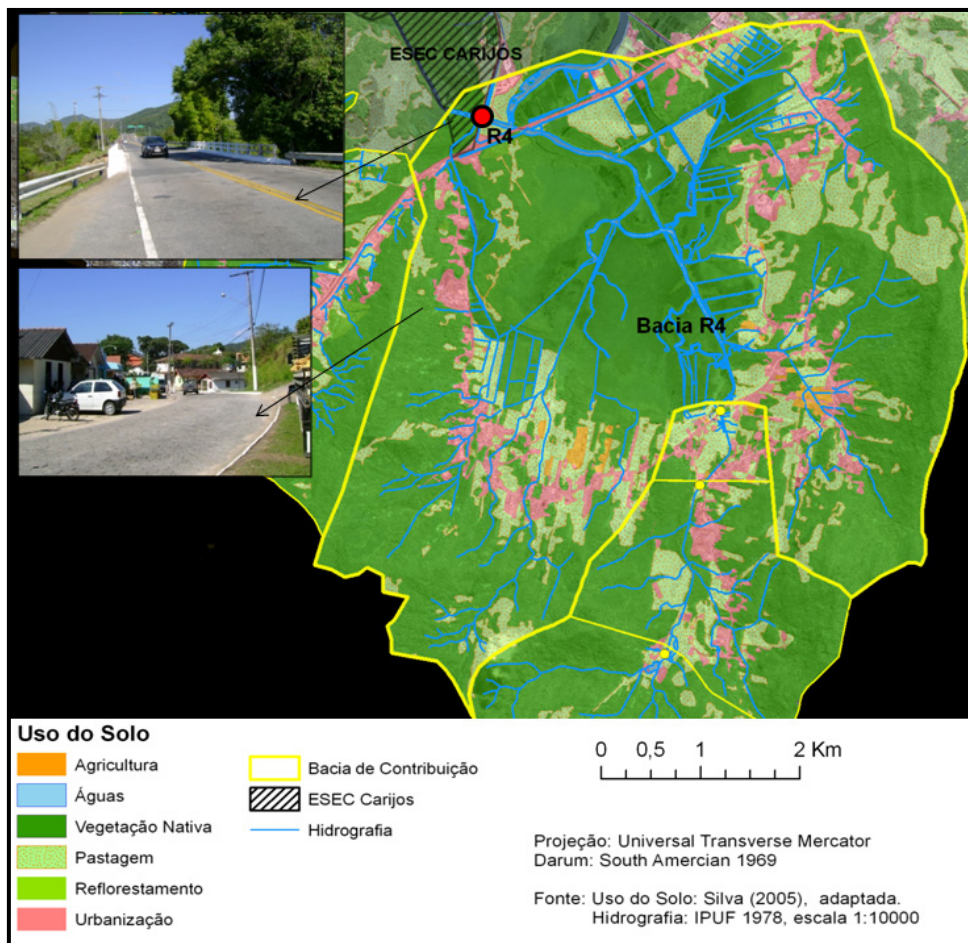 ESEC CARIJÓS
R4
Bacia R4
Uso do Solo
Agricultura
Águas
Vegetação Nativa
Pastagem
Reflorestamento
Urbanização
Bacia de Contribuição
ESEC Carijos
Hidrografia
0 0,5 1 2 Km
Projeção: Universal Transverse Mercator
Darum: South Amercian 1969
Fonte: Uso do Solo: Silva (2005), adaptada.
Hidrografia: IPUF 1978, escala 1:10000